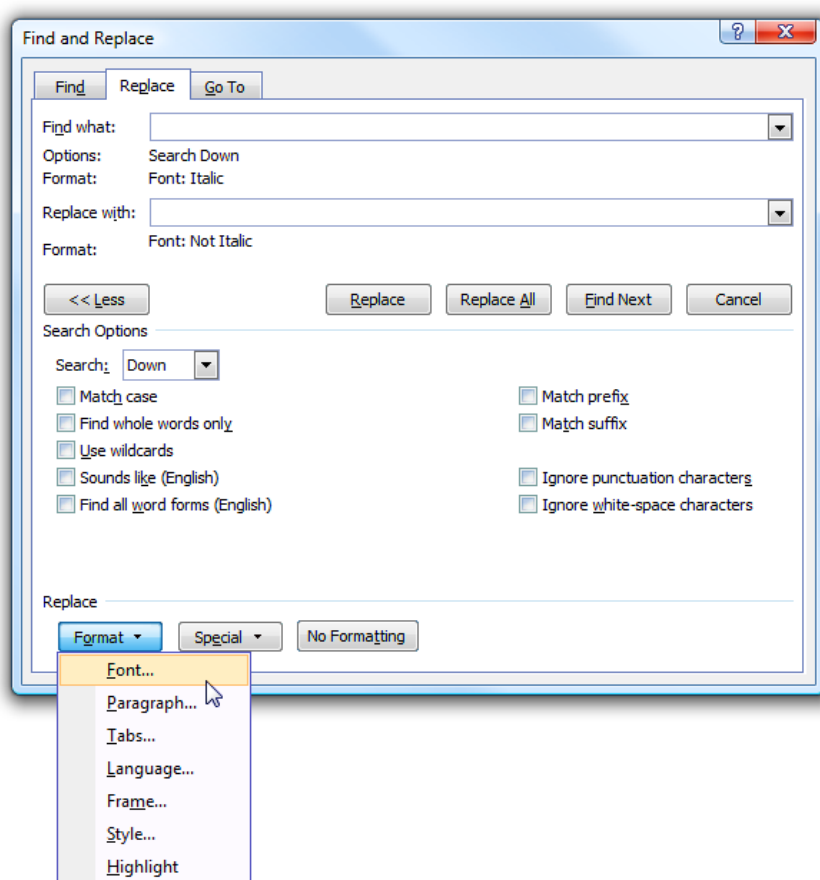 Find and Replace
Find Replace Go To
Find what:
Options: Search Down
Format: Font: Italic
Replace with:
Format: Font: Not Italic
<< Less Replace Replace All Find Next Cancel
Search Options
Search: Down
Match case Match prefix
Find whole words only Match suffix
Use wildcards
Sounds like (English) Ignore punctuation characters
Find all word forms (English) Ignore white-space characters
Replace
Format Special No Formatting
Font...
Paragraph...
Tabs...
Language...
Frame...
Style...
Highlight